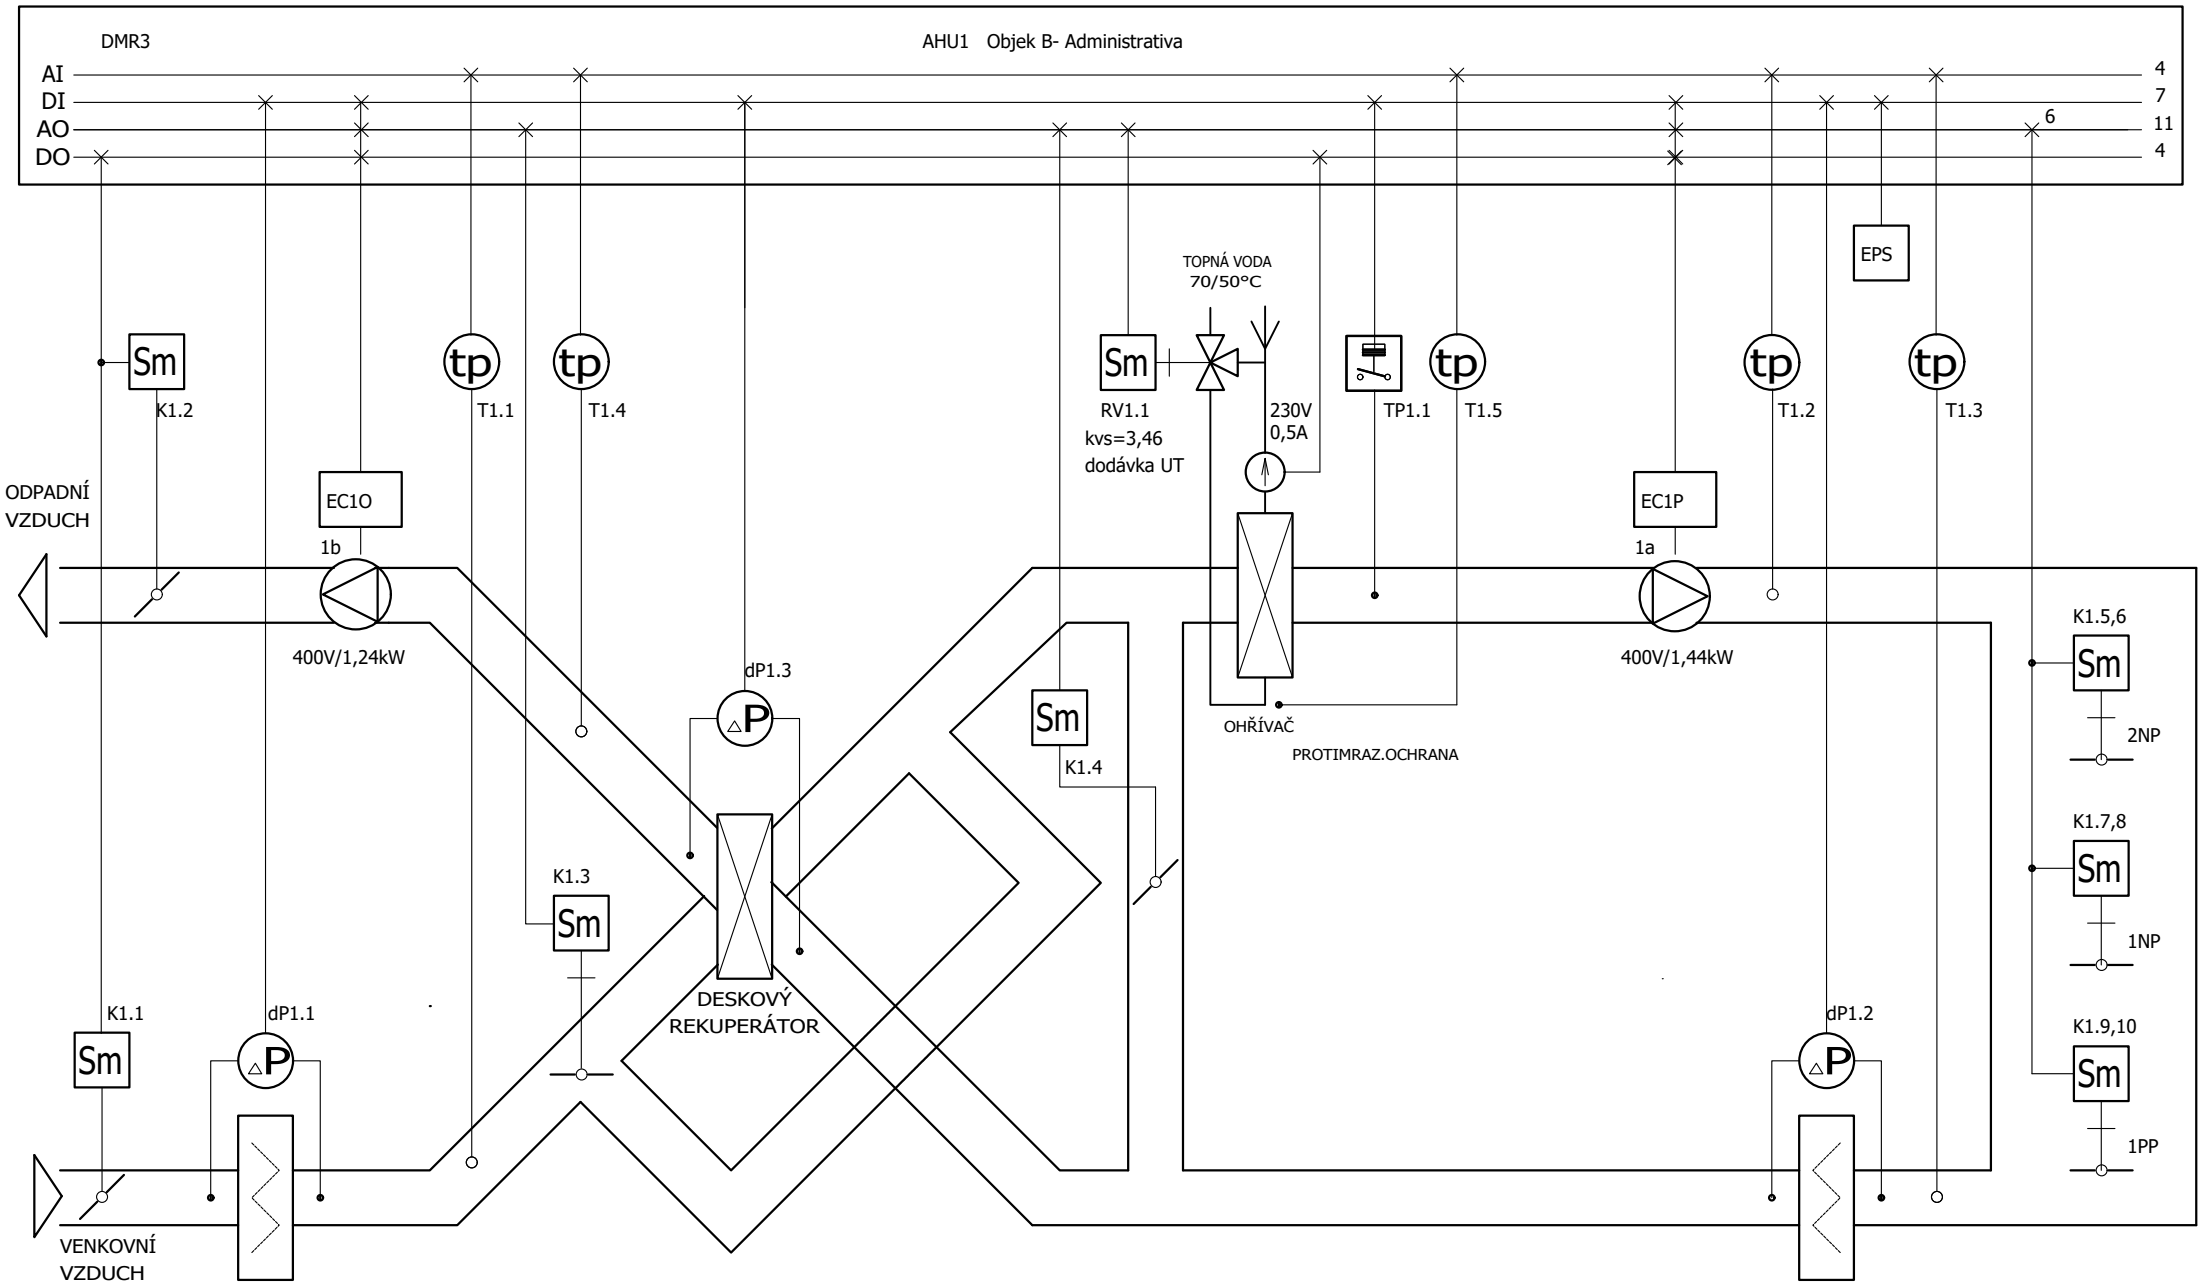 DMR3
AHU1 Objek B- Administrativa
AI
4
DI
7
AO
6
11
DO
4
TOPNÁ VODA
70/50°C
EPS
Sm
K1.2
tp
T1.1
tp
T1.4
Sm
RV1.1
kvs=3,46
dodávka UT
230V
0,5A
TP1.1
tp
T1.5
tp
T1.2
tp
T1.3
ODPADNÍ
VZDUCH
EC1O
1b
400V/1,24kW
EC1P
1a
400V/1,44kW
dP1.3
△P
Sm
K1.4
OHŘÍVAČ
PROTIMRAZ.OCHRANA
K1.5,6
Sm
2NP
K1.7,8
Sm
1NP
K1.3
Sm
DESKOVÝ
REKUPERÁTOR
K1.1
Sm
dP1.1
△P
dP1.2
△P
K1.9,10
Sm
1PP
VENKOVNÍ
VZDUCH